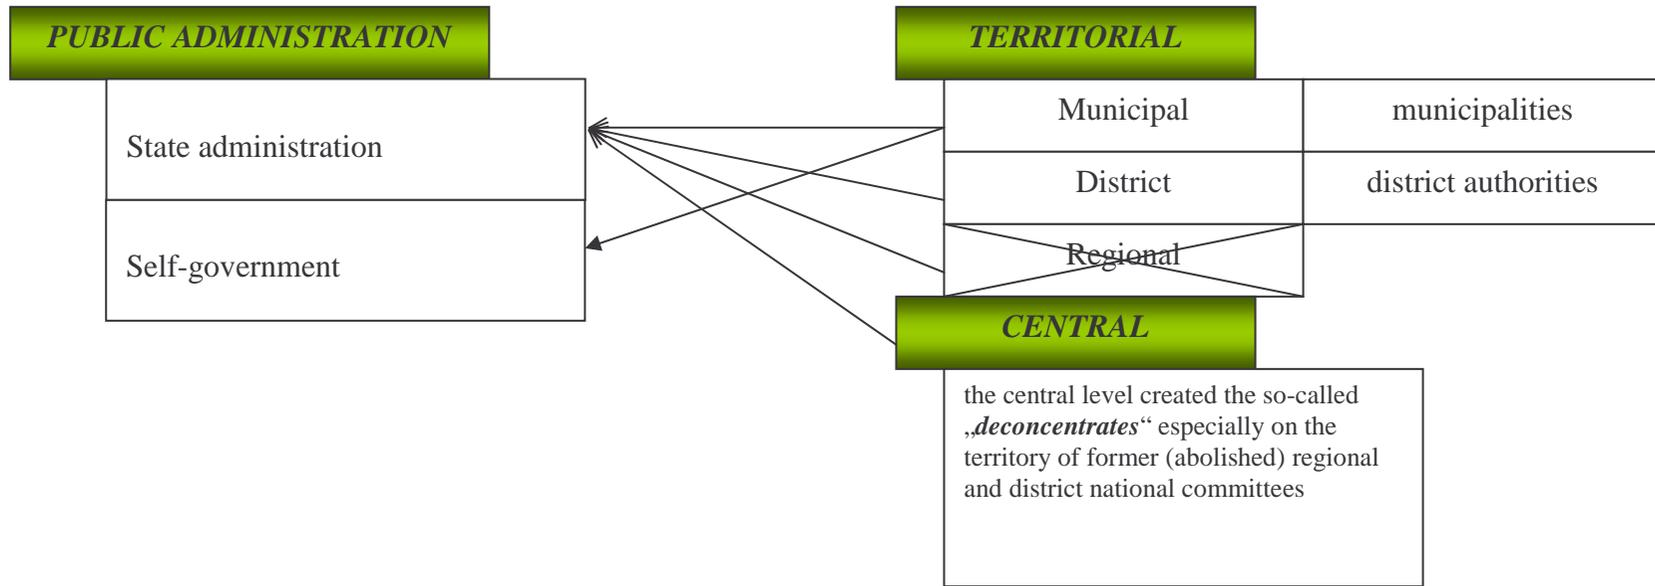 PUBLIC ADMINISTRATION
State administration
Self-government
TERRITORIAL
Municipal
municipalities
District
district authorities
Regional
CENTRAL
the central level created the so-called
„deconcentrates“ especially on the
territory of former (abolished) regional
and district national committees